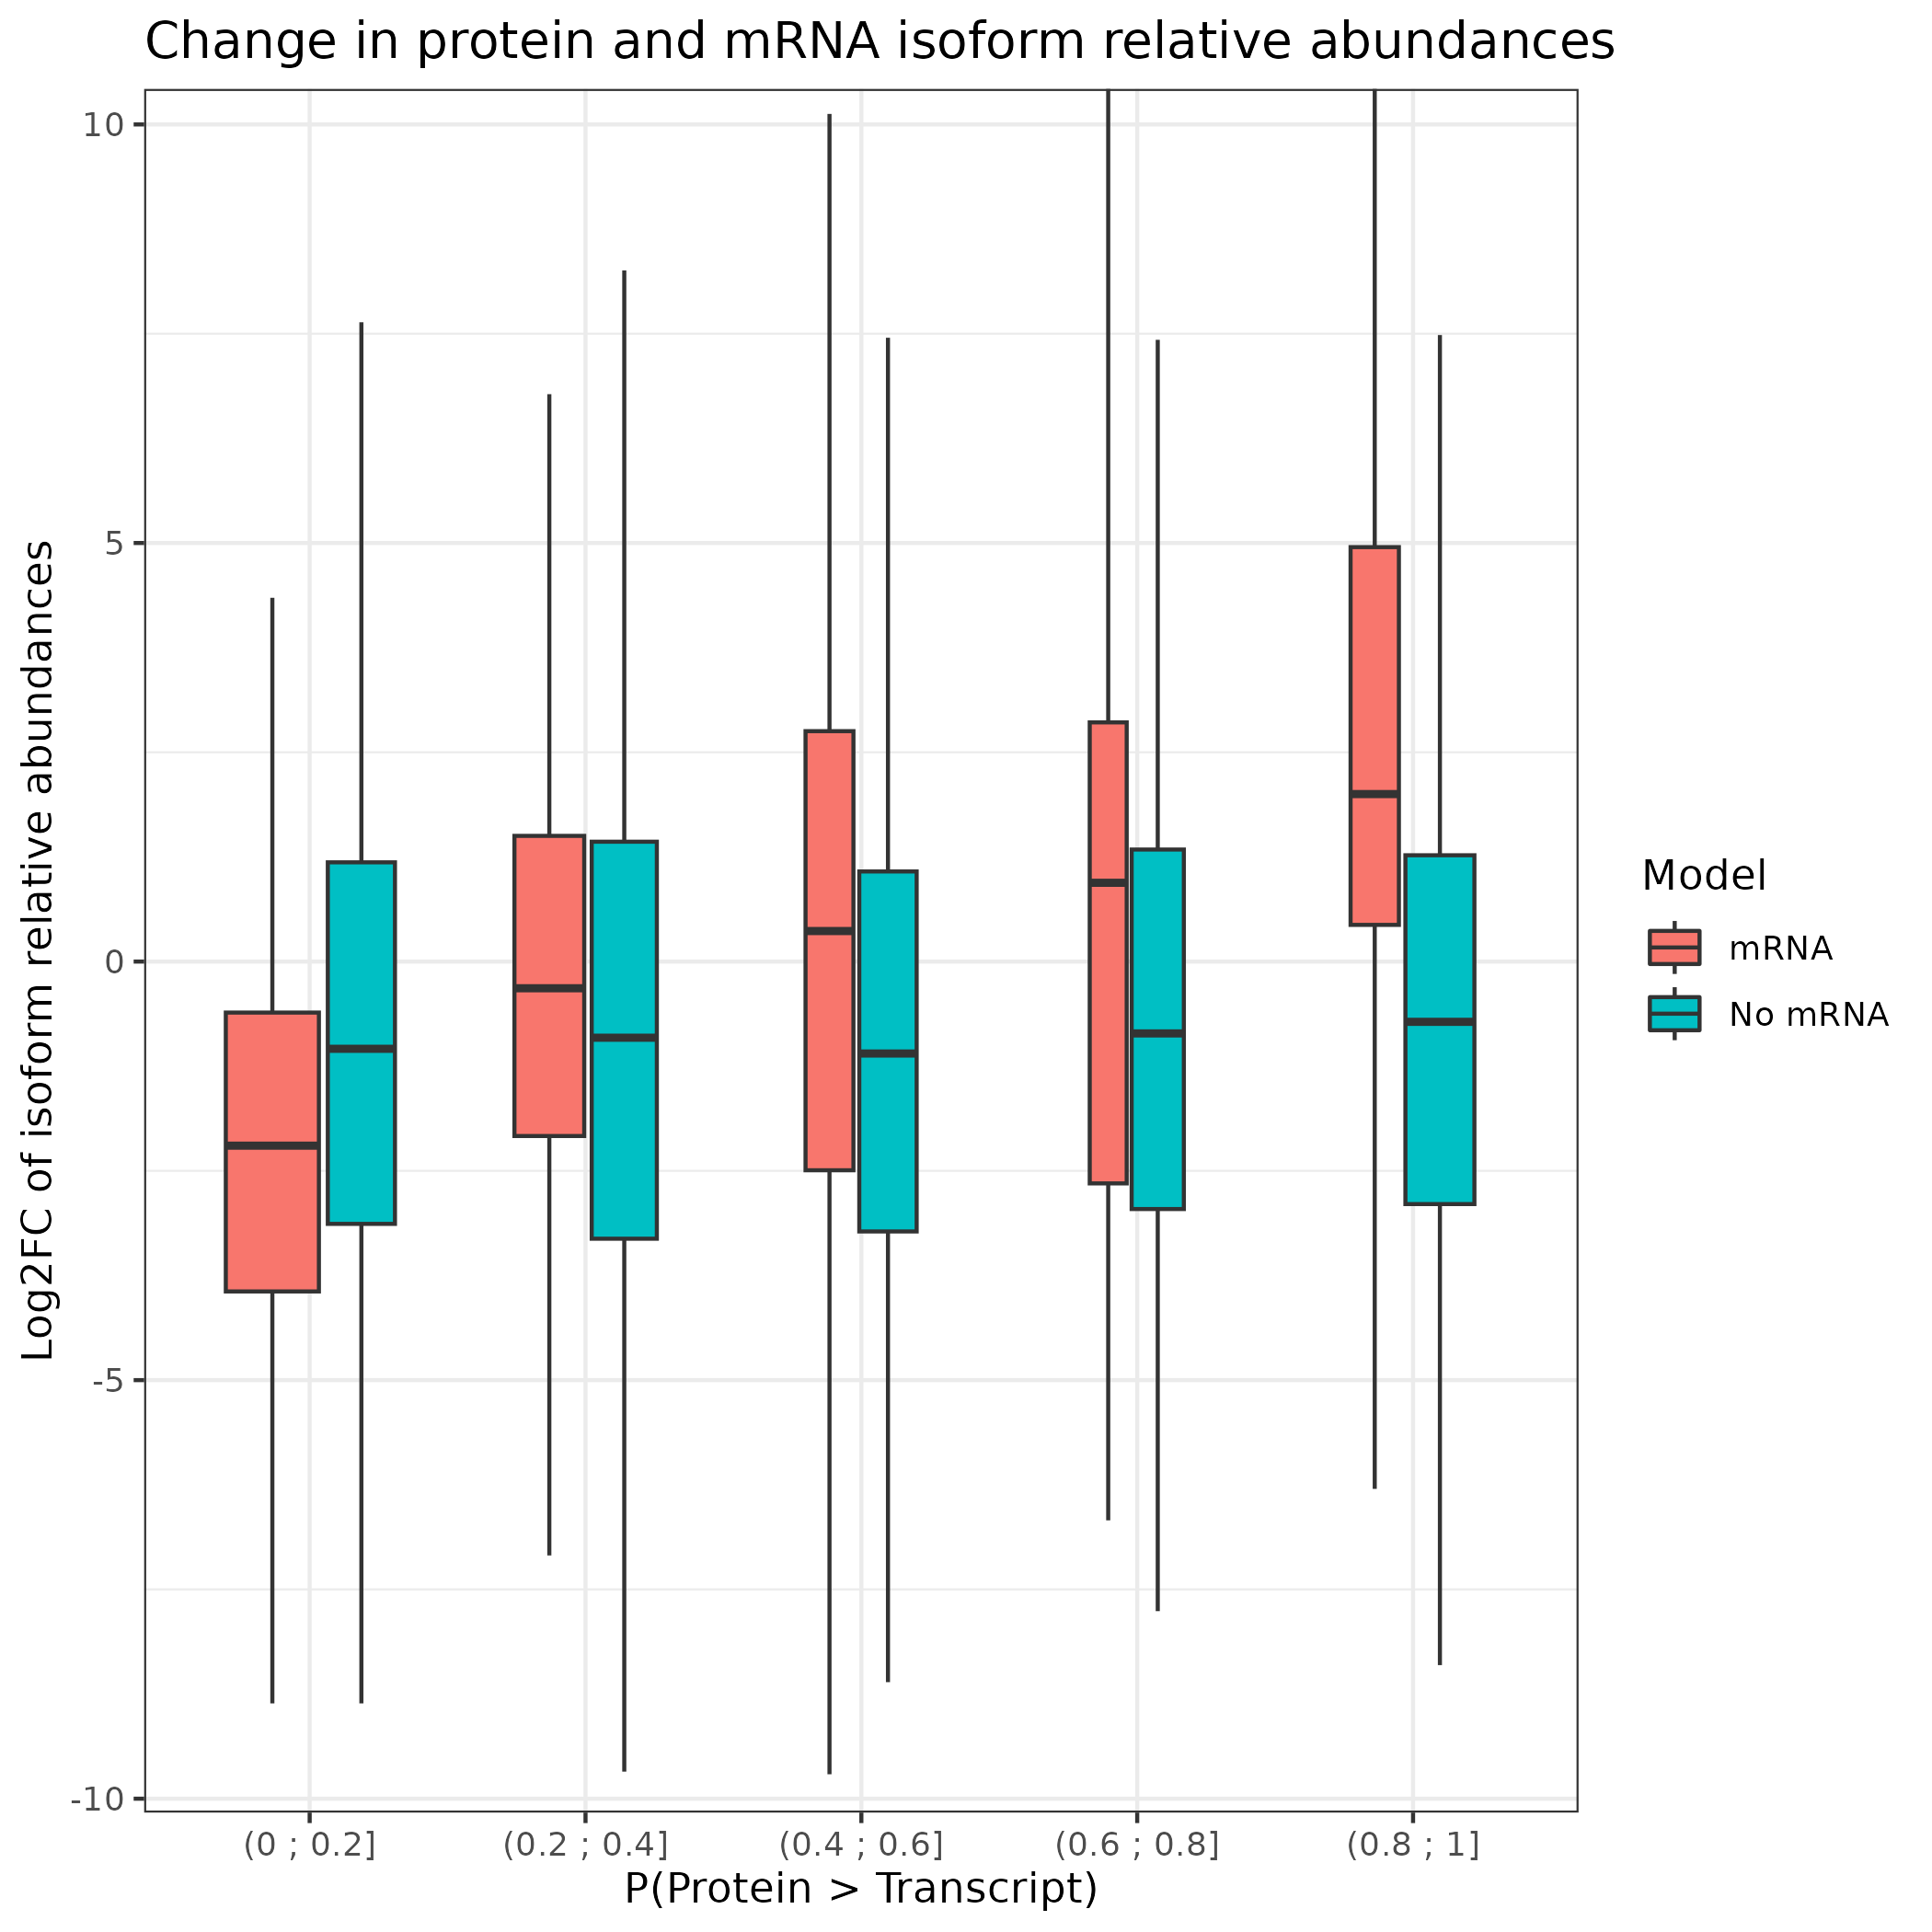 Change in protein and mRNA isoform relative abundances
Log2FC of isoform relative abundances
10
5
0
-5
-10
(0 ; 0.2]
(0.2 ; 0.4]
(0.4 ; 0.6]
(0.6 ; 0.8]
(0.8 ; 1]
P(Protein > Transcript)
Model
mRNA
No mRNA